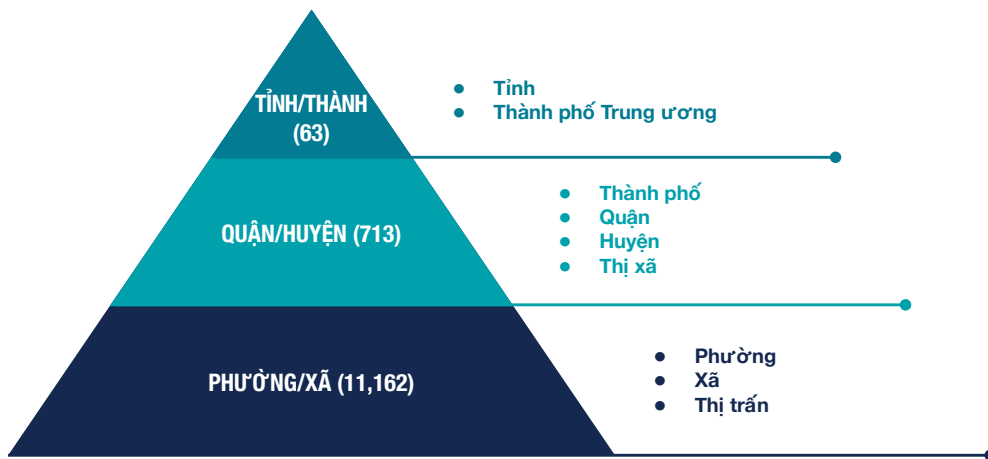 TỈNH/THÀNH
(63)
● Tỉnh
● Thành phố Trung ương
QUẬN/HUYỆN (713)
● Thành phố
● Quận
● Huyện
● Thị xã
PHƯỜNG/XÃ (11,162)
● Phường
● Xã
● Thị trấn